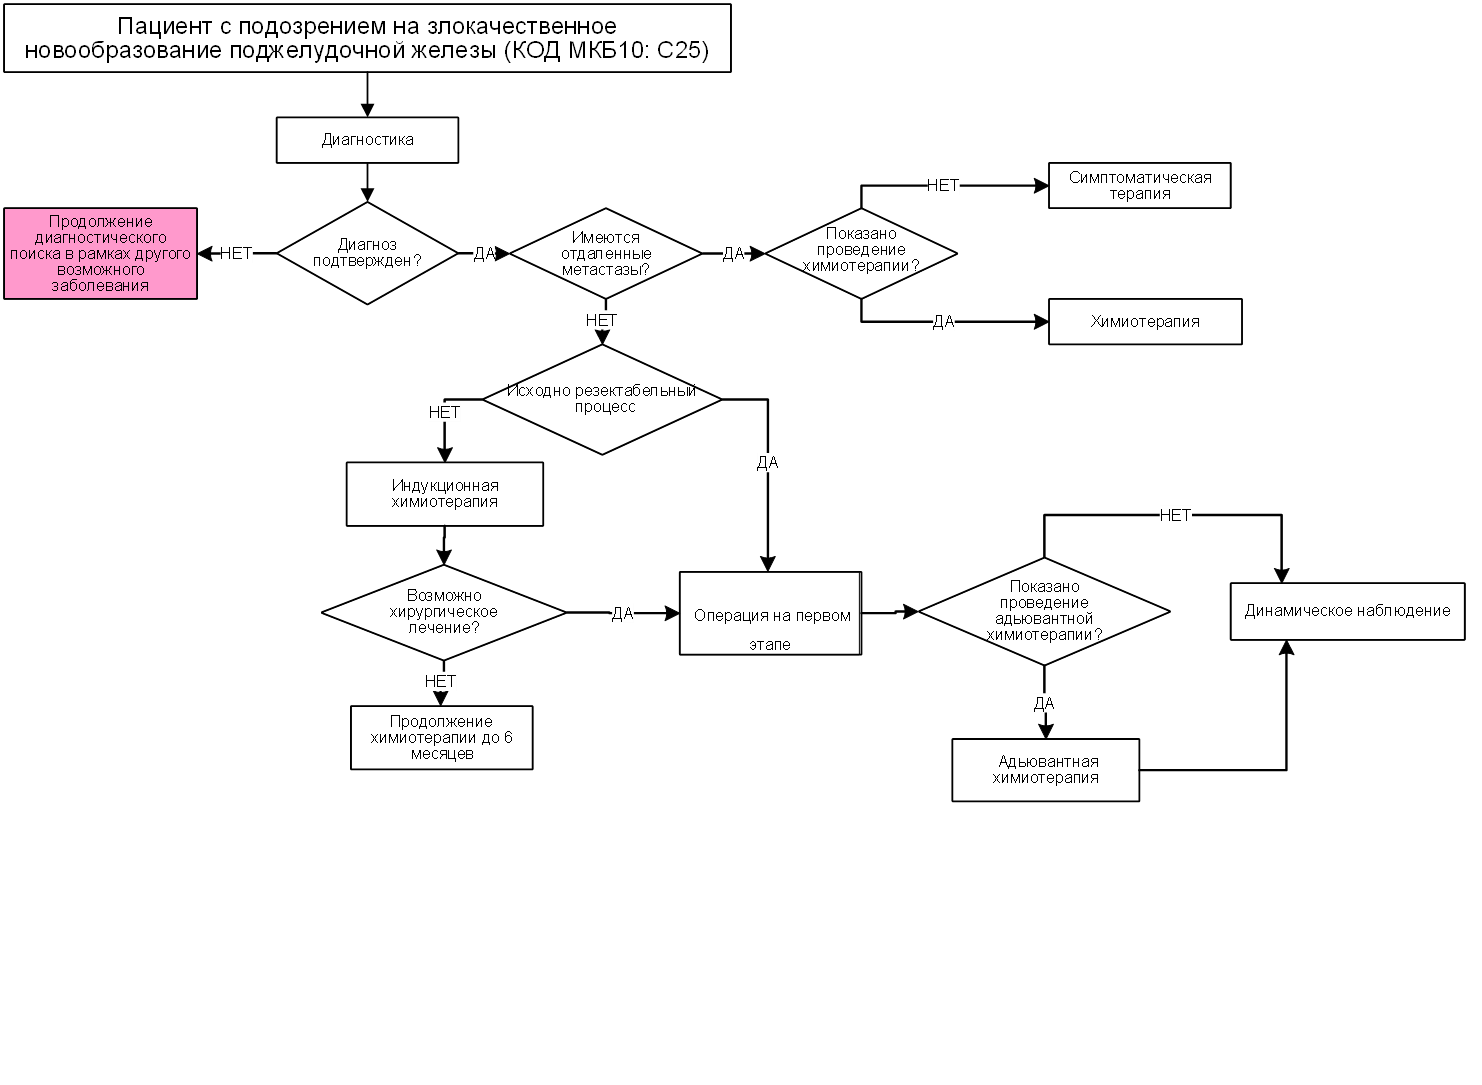 Пациент с подозрением на злокачественное
новообразование поджелудочной железы (КОД МКБ10: C25)
Диагностика
Диагноз
подтвержден?
НЕТ
Продолжение
диагностического
поиска в рамках другого
возможного
заболевания
ДА
Имеются
отдаленные
метастазы?
ДА
Показано
проведение
химиотерапии?
НЕТ
Симптоматическая
терапия
ДА
Химиотерапия
НЕТ
Исходно резектабельный
процесс
НЕТ
ДА
Индукционная
химиотерапия
Возможно
хирургическое
лечение?
ДА
Операция на первом
этапе
НЕТ
Продолжение
химиотерапии до 6
месяцев
Показано
проведение
адьювантной
химиотерапии?
НЕТ
Динамическое наблюдение
ДА
Адьювантная
химиотерапия